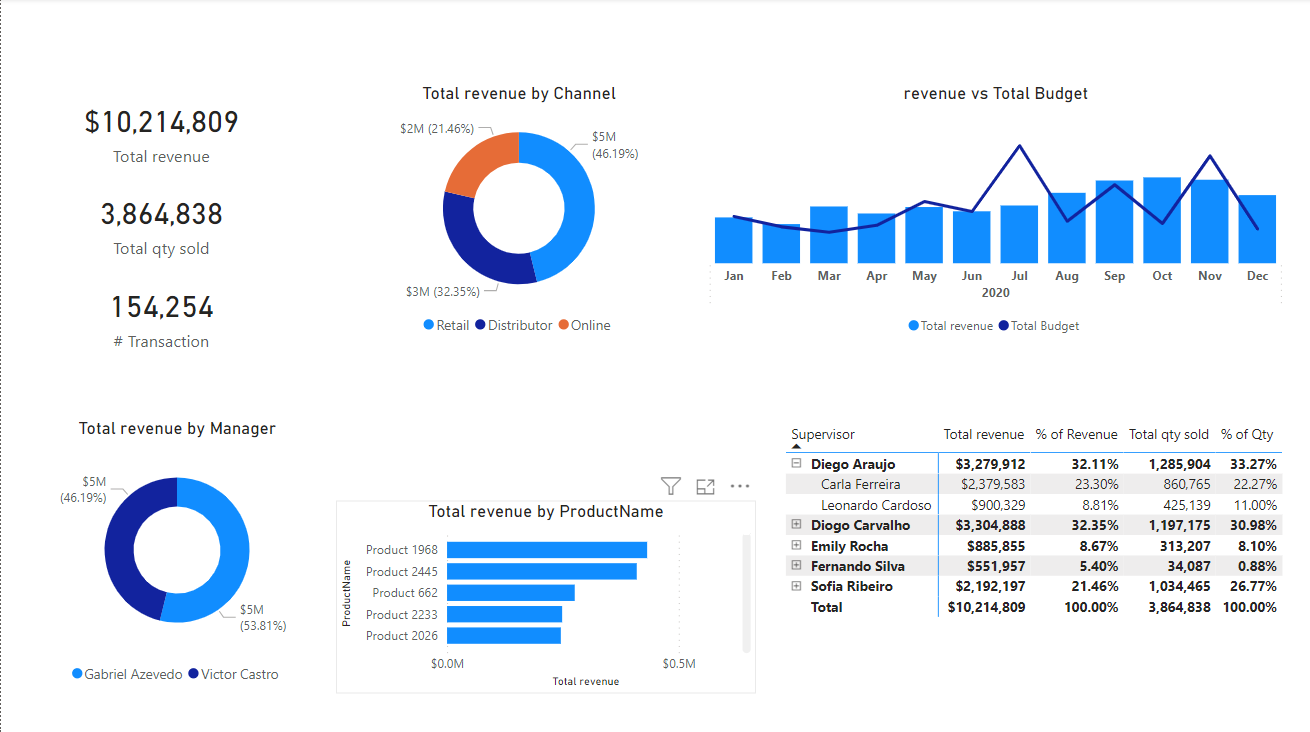 $10,214,809
Total revenue
3,864,838
Total qty sold
154,254
# Transaction
Total revenue by Channel
$2M (21.46%)
$5M
(46.19%)
$3M (32.35%)
Retail Distributor Online
revenue vs Total Budget
Jan Feb Mar Apr May Jun Jul Aug Sep Oct Nov Dec
2020
Total revenue Total Budget
Total revenue by Manager
$5M
(46.19%)
$5M
(53.81%)
Gabriel Azevedo Victor Castro
Total revenue by ProductName
ProductName
Product 1968
Product 2445
Product 662
Product 2233
Product 2026
$0.0M $0.5M
Total revenue
Supervisor Total revenue % of Revenue Total qty sold % of Qty
Diego Araujo $3,279,912 32.11% 1,285,904 33.27%
Carla Ferreira $2,379,583 23.30% 860,765 22.27%
Leonardo Cardoso $900,329 8.81% 425,139 11.00%
Diogo Carvalho $3,304,888 32.35% 1,197,175 30.98%
Emily Rocha $885,855 8.67% 313,207 8.10%
Fernando Silva $551,957 5.40% 34,087 0.88%
Sofia Ribeiro $2,192,197 21.46% 1,034,465 26.77%
Total $10,214,809 100.00% 3,864,838 100.00%